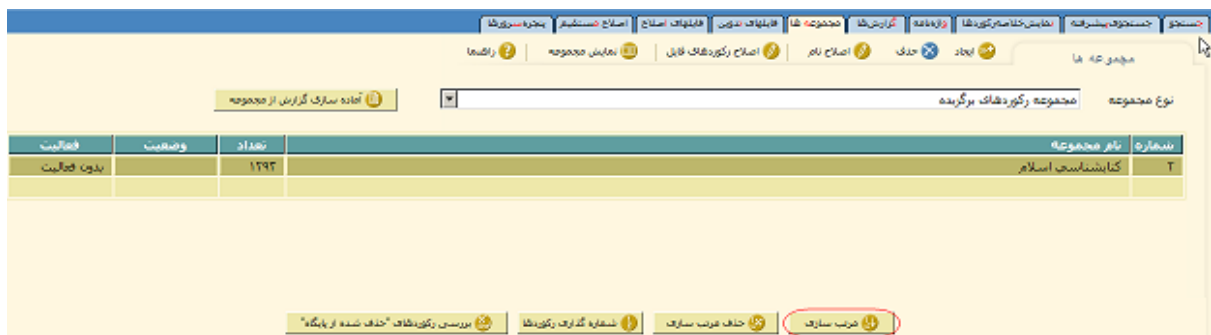 جستجو جستجوی پیشرفته نمایش خلاصه رکوردها واژه‌نامه گزارش‌ها مجموعه ها فایلهای تدوین فایلهای اصلاح اصلاح مستقیم پنجره سرورها
مجموعه ها ایجاد حذف اصلاح نام اصلاح رکوردهای فایل نمایش مجموعه راهنما
نوع مجموعه مجموعه رکوردهای برگزیده آماده سازی گزارش از مجموعه
شماره نام مجموعه تعداد وضعیت فعالیت
۲ کتابشناسی اسلام ۱۲۹۲ بدون فعالیت
مرتب سازی حذف مرتب سازی شماره گذاری رکوردها بررسی رکوردهای "حذف شده از پایگاه"